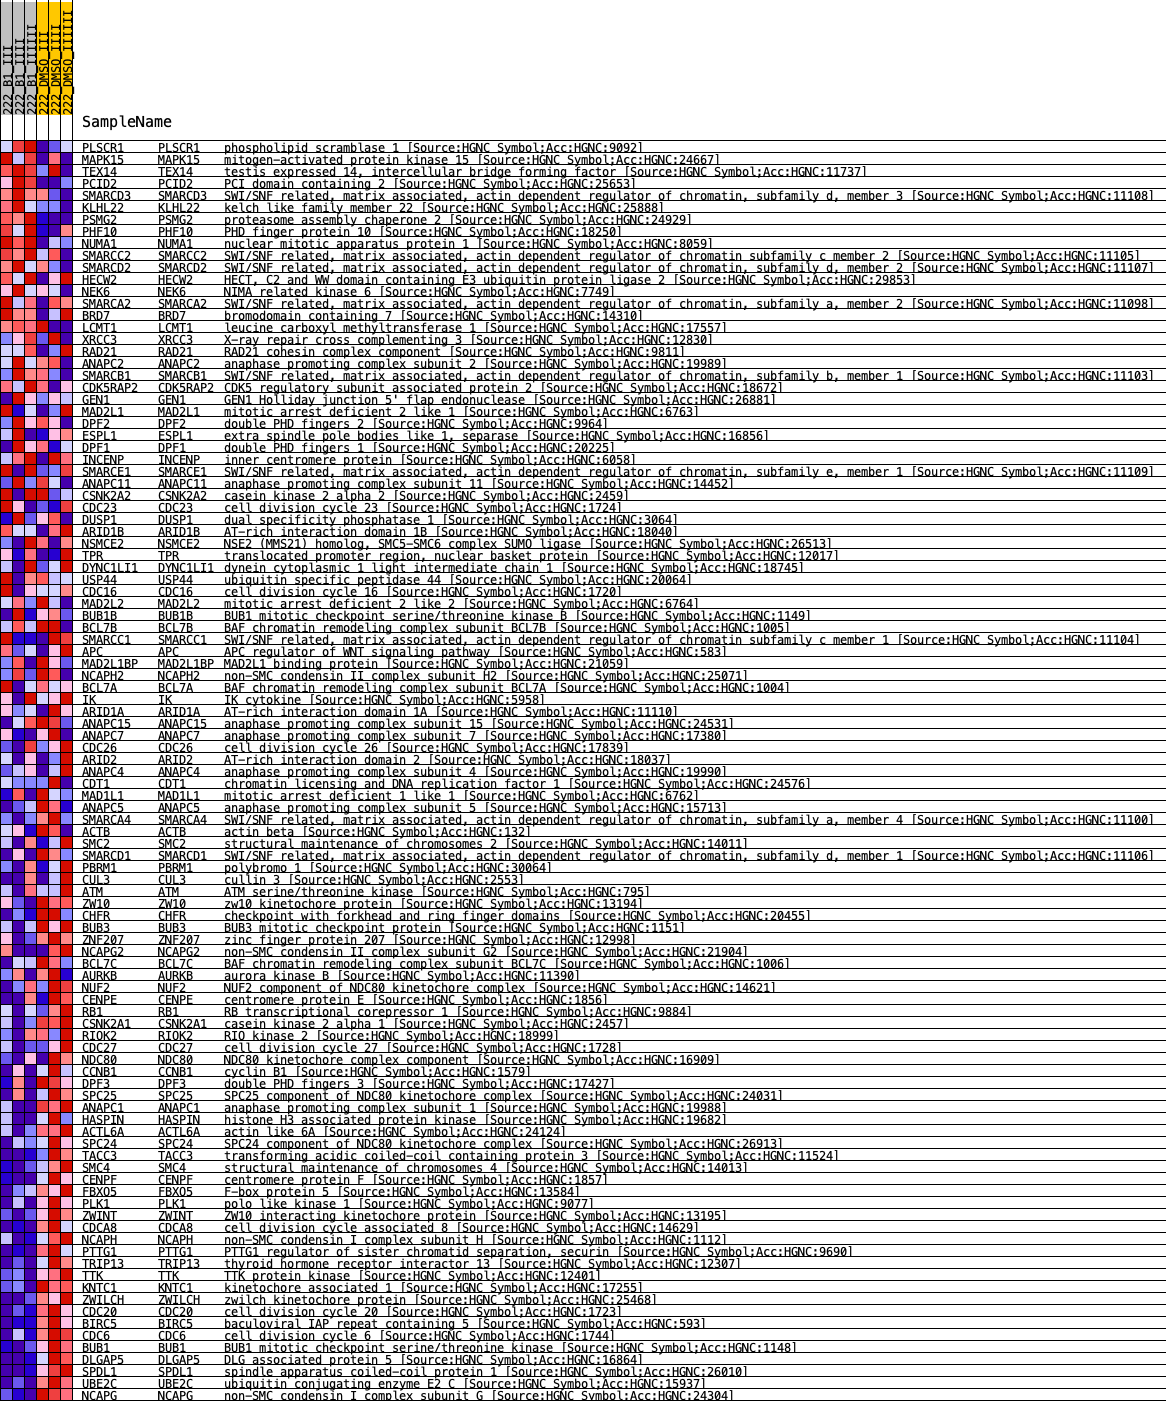 222_B1_III
222_B1_IIII
222_B1_IIIIII
222_DMSO_III
222_DMSO_IIII
222_DMSO_IIIIII
SampleName
PLSCR1 PLSCR1 phospholipid scramblase 1 [Source:HGNC Symbol;Acc:HGNC:9092]
MAPK15 MAPK15 mitogen-activated protein kinase 15 [Source:HGNC Symbol;Acc:HGNC:24667]
TEX14 TEX14 testis expressed 14, intercellular bridge forming factor [Source:HGNC Symbol;Acc:HGNC:11737]
PCID2 PCID2 PCI domain containing 2 [Source:HGNC Symbol;Acc:HGNC:25653]
SMARCD3 SMARCD3 SWI/SNF related, matrix associated, actin dependent regulator of chromatin, subfamily d, member 3 [Source:HGNC Symbol;Acc:HGNC:11108]
KLHL22 KLHL22 kelch like family member 22 [Source:HGNC Symbol;Acc:HGNC:25888]
PSMG2 PSMG2 proteasome assembly chaperone 2 [Source:HGNC Symbol;Acc:HGNC:24929]
PHF10 PHF10 PHD finger protein 10 [Source:HGNC Symbol;Acc:HGNC:18250]
NUMA1 NUMA1 nuclear mitotic apparatus protein 1 [Source:HGNC Symbol;Acc:HGNC:8059]
SMARCC2 SMARCC2 SWI/SNF related, matrix associated, actin dependent regulator of chromatin subfamily c member 2 [Source:HGNC Symbol;Acc:HGNC:11105]
SMARCD2 SMARCD2 SWI/SNF related, matrix associated, actin dependent regulator of chromatin, subfamily d, member 2 [Source:HGNC Symbol;Acc:HGNC:11107]
HECW2 HECW2 HECT, C2 and WW domain containing E3 ubiquitin protein ligase 2 [Source:HGNC Symbol;Acc:HGNC:29853]
NEK6 NEK6 NIMA related kinase 6 [Source:HGNC Symbol;Acc:HGNC:7749]
SMARCA2 SMARCA2 SWI/SNF related, matrix associated, actin dependent regulator of chromatin, subfamily a, member 2 [Source:HGNC Symbol;Acc:HGNC:11098]
BRD7 BRD7 bromodomain containing 7 [Source:HGNC Symbol;Acc:HGNC:14310]
LCMT1 LCMT1 leucine carboxyl methyltransferase 1 [Source:HGNC Symbol;Acc:HGNC:17557]
XRCC3 XRCC3 X-ray repair cross complementing 3 [Source:HGNC Symbol;Acc:HGNC:12830]
RAD21 RAD21 RAD21 cohesin complex component [Source:HGNC Symbol;Acc:HGNC:9811]
ANAPC2 ANAPC2 anaphase promoting complex subunit 2 [Source:HGNC Symbol;Acc:HGNC:19989]
SMARCB1 SMARCB1 SWI/SNF related, matrix associated, actin dependent regulator of chromatin, subfamily b, member 1 [Source:HGNC Symbol;Acc:HGNC:11103]
CDK5RAP2 CDK5RAP2 CDK5 regulatory subunit associated protein 2 [Source:HGNC Symbol;Acc:HGNC:18672]
GEN1 GEN1 GEN1 Holliday junction 5' flap endonuclease [Source:HGNC Symbol;Acc:HGNC:26881]
MAD2L1 MAD2L1 mitotic arrest deficient 2 like 1 [Source:HGNC Symbol;Acc:HGNC:6763]
DPF2 DPF2 double PHD fingers 2 [Source:HGNC Symbol;Acc:HGNC:9964]
ESPL1 ESPL1 extra spindle pole bodies like 1, separase [Source:HGNC Symbol;Acc:HGNC:16856]
DPF1 DPF1 double PHD fingers 1 [Source:HGNC Symbol;Acc:HGNC:20225]
INCENP INCENP inner centromere protein [Source:HGNC Symbol;Acc:HGNC:6058]
SMARCE1 SMARCE1 SWI/SNF related, matrix associated, actin dependent regulator of chromatin, subfamily e, member 1 [Source:HGNC Symbol;Acc:HGNC:11109]
ANAPC11 ANAPC11 anaphase promoting complex subunit 11 [Source:HGNC Symbol;Acc:HGNC:14452]
CSNK2A2 CSNK2A2 casein kinase 2 alpha 2 [Source:HGNC Symbol;Acc:HGNC:2459]
CDC23 CDC23 cell division cycle 23 [Source:HGNC Symbol;Acc:HGNC:1724]
DUSP1 DUSP1 dual specificity phosphatase 1 [Source:HGNC Symbol;Acc:HGNC:3064]
ARID1B ARID1B AT-rich interaction domain 1B [Source:HGNC Symbol;Acc:HGNC:18040]
NSMCE2 NSMCE2 NSE2 (MMS21) homolog, SMC5-SMC6 complex SUMO ligase [Source:HGNC Symbol;Acc:HGNC:26513]
TPR TPR translocated promoter region, nuclear basket protein [Source:HGNC Symbol;Acc:HGNC:12017]
DYNC1LI1 DYNC1LI1 dynein cytoplasmic 1 light intermediate chain 1 [Source:HGNC Symbol;Acc:HGNC:18745]
USP44 USP44 ubiquitin specific peptidase 44 [Source:HGNC Symbol;Acc:HGNC:20064]
CDC16 CDC16 cell division cycle 16 [Source:HGNC Symbol;Acc:HGNC:1720]
MAD2L2 MAD2L2 mitotic arrest deficient 2 like 2 [Source:HGNC Symbol;Acc:HGNC:6764]
BUB1B BUB1B BUB1 mitotic checkpoint serine/threonine kinase B [Source:HGNC Symbol;Acc:HGNC:1149]
BCL7B BCL7B BAF chromatin remodeling complex subunit BCL7B [Source:HGNC Symbol;Acc:HGNC:1005]
SMARCC1 SMARCC1 SWI/SNF related, matrix associated, actin dependent regulator of chromatin subfamily c member 1 [Source:HGNC Symbol;Acc:HGNC:11104]
APC APC APC regulator of WNT signaling pathway [Source:HGNC Symbol;Acc:HGNC:583]
MAD2L1BP MAD2L1BP MAD2L1 binding protein [Source:HGNC Symbol;Acc:HGNC:21059]
NCAPH2 NCAPH2 non-SMC condensin II complex subunit H2 [Source:HGNC Symbol;Acc:HGNC:25071]
BCL7A BCL7A BAF chromatin remodeling complex subunit BCL7A [Source:HGNC Symbol;Acc:HGNC:1004]
IK IK IK cytokine [Source:HGNC Symbol;Acc:HGNC:5958]
ARID1A ARID1A AT-rich interaction domain 1A [Source:HGNC Symbol;Acc:HGNC:11110]
ANAPC15 ANAPC15 anaphase promoting complex subunit 15 [Source:HGNC Symbol;Acc:HGNC:24531]
ANAPC7 ANAPC7 anaphase promoting complex subunit 7 [Source:HGNC Symbol;Acc:HGNC:17380]
CDC26 CDC26 cell division cycle 26 [Source:HGNC Symbol;Acc:HGNC:17839]
ARID2 ARID2 AT-rich interaction domain 2 [Source:HGNC Symbol;Acc:HGNC:18037]
ANAPC4 ANAPC4 anaphase promoting complex subunit 4 [Source:HGNC Symbol;Acc:HGNC:19990]
CDT1 CDT1 chromatin licensing and DNA replication factor 1 [Source:HGNC Symbol;Acc:HGNC:24576]
MAD1L1 MAD1L1 mitotic arrest deficient 1 like 1 [Source:HGNC Symbol;Acc:HGNC:6762]
ANAPC5 ANAPC5 anaphase promoting complex subunit 5 [Source:HGNC Symbol;Acc:HGNC:15713]
SMARCA4 SMARCA4 SWI/SNF related, matrix associated, actin dependent regulator of chromatin, subfamily a, member 4 [Source:HGNC Symbol;Acc:HGNC:11100]
ACTB ACTB actin beta [Source:HGNC Symbol;Acc:HGNC:132]
SMC2 SMC2 structural maintenance of chromosomes 2 [Source:HGNC Symbol;Acc:HGNC:14011]
SMARCD1 SMARCD1 SWI/SNF related, matrix associated, actin dependent regulator of chromatin, subfamily d, member 1 [Source:HGNC Symbol;Acc:HGNC:11106]
PBRM1 PBRM1 polybromo 1 [Source:HGNC Symbol;Acc:HGNC:30064]
CUL3 CUL3 cullin 3 [Source:HGNC Symbol;Acc:HGNC:2553]
ATM ATM ATM serine/threonine kinase [Source:HGNC Symbol;Acc:HGNC:795]
ZW10 ZW10 zw10 kinetochore protein [Source:HGNC Symbol;Acc:HGNC:13194]
CHFR CHFR checkpoint with forkhead and ring finger domains [Source:HGNC Symbol;Acc:HGNC:20455]
BUB3 BUB3 BUB3 mitotic checkpoint protein [Source:HGNC Symbol;Acc:HGNC:1151]
ZNF207 ZNF207 zinc finger protein 207 [Source:HGNC Symbol;Acc:HGNC:12998]
NCAPG2 NCAPG2 non-SMC condensin II complex subunit G2 [Source:HGNC Symbol;Acc:HGNC:21904]
BCL7C BCL7C BAF chromatin remodeling complex subunit BCL7C [Source:HGNC Symbol;Acc:HGNC:1006]
AURKB AURKB aurora kinase B [Source:HGNC Symbol;Acc:HGNC:11390]
NUF2 NUF2 NUF2 component of NDC80 kinetochore complex [Source:HGNC Symbol;Acc:HGNC:14621]
CENPE CENPE centromere protein E [Source:HGNC Symbol;Acc:HGNC:1856]
RB1 RB1 RB transcriptional corepressor 1 [Source:HGNC Symbol;Acc:HGNC:9884]
CSNK2A1 CSNK2A1 casein kinase 2 alpha 1 [Source:HGNC Symbol;Acc:HGNC:2457]
RIOK2 RIOK2 RIO kinase 2 [Source:HGNC Symbol;Acc:HGNC:18999]
CDC27 CDC27 cell division cycle 27 [Source:HGNC Symbol;Acc:HGNC:1728]
NDC80 NDC80 NDC80 kinetochore complex component [Source:HGNC Symbol;Acc:HGNC:16909]
CCNB1 CCNB1 cyclin B1 [Source:HGNC Symbol;Acc:HGNC:1579]
DPF3 DPF3 double PHD fingers 3 [Source:HGNC Symbol;Acc:HGNC:17427]
SPC25 SPC25 SPC25 component of NDC80 kinetochore complex [Source:HGNC Symbol;Acc:HGNC:24031]
ANAPC1 ANAPC1 anaphase promoting complex subunit 1 [Source:HGNC Symbol;Acc:HGNC:19988]
HASPIN HASPIN histone H3 associated protein kinase [Source:HGNC Symbol;Acc:HGNC:19682]
ACTL6A ACTL6A actin like 6A [Source:HGNC Symbol;Acc:HGNC:24124]
SPC24 SPC24 SPC24 component of NDC80 kinetochore complex [Source:HGNC Symbol;Acc:HGNC:26913]
TACC3 TACC3 transforming acidic coiled-coil containing protein 3 [Source:HGNC Symbol;Acc:HGNC:11524]
SMC4 SMC4 structural maintenance of chromosomes 4 [Source:HGNC Symbol;Acc:HGNC:14013]
CENPF CENPF centromere protein F [Source:HGNC Symbol;Acc:HGNC:1857]
FBXO5 FBXO5 F-box protein 5 [Source:HGNC Symbol;Acc:HGNC:13584]
PLK1 PLK1 polo like kinase 1 [Source:HGNC Symbol;Acc:HGNC:9077]
ZWINT ZWINT ZW10 interacting kinetochore protein [Source:HGNC Symbol;Acc:HGNC:13195]
CDCA8 CDCA8 cell division cycle associated 8 [Source:HGNC Symbol;Acc:HGNC:14629]
NCAPH NCAPH non-SMC condensin I complex subunit H [Source:HGNC Symbol;Acc:HGNC:1112]
PTTG1 PTTG1 PTTG1 regulator of sister chromatid separation, securin [Source:HGNC Symbol;Acc:HGNC:9690]
TRIP13 TRIP13 thyroid hormone receptor interactor 13 [Source:HGNC Symbol;Acc:HGNC:12307]
TTK TTK TTK protein kinase [Source:HGNC Symbol;Acc:HGNC:12401]
KNTC1 KNTC1 kinetochore associated 1 [Source:HGNC Symbol;Acc:HGNC:17255]
ZWILCH ZWILCH zwilch kinetochore protein [Source:HGNC Symbol;Acc:HGNC:25468]
CDC20 CDC20 cell division cycle 20 [Source:HGNC Symbol;Acc:HGNC:1723]
BIRC5 BIRC5 baculoviral IAP repeat containing 5 [Source:HGNC Symbol;Acc:HGNC:593]
CDC6 CDC6 cell division cycle 6 [Source:HGNC Symbol;Acc:HGNC:1744]
BUB1 BUB1 BUB1 mitotic checkpoint serine/threonine kinase [Source:HGNC Symbol;Acc:HGNC:1148]
DLGAP5 DLGAP5 DLG associated protein 5 [Source:HGNC Symbol;Acc:HGNC:16864]
SPDL1 SPDL1 spindle apparatus coiled-coil protein 1 [Source:HGNC Symbol;Acc:HGNC:26010]
UBE2C UBE2C ubiquitin conjugating enzyme E2 C [Source:HGNC Symbol;Acc:HGNC:15937]
NCAPG NCAPG non-SMC condensin I complex subunit G [Source:HGNC Symbol;Acc:HGNC:24304]